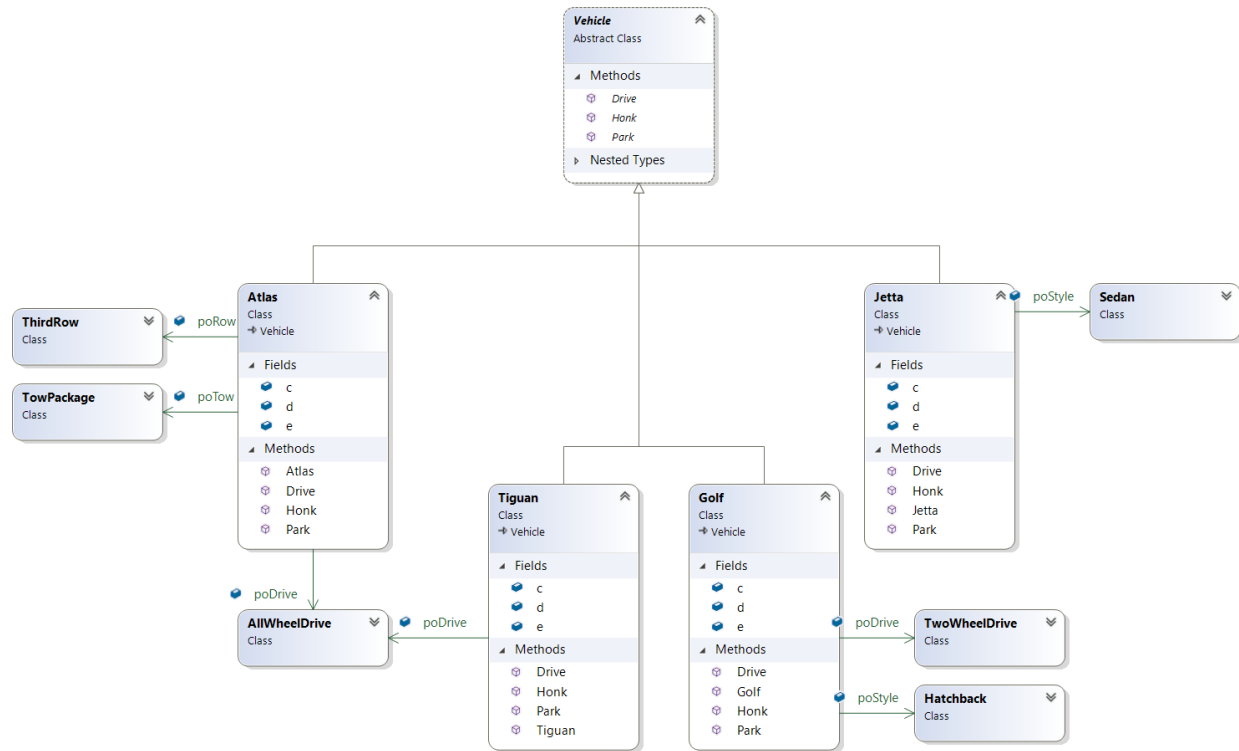 Vehicle
Abstract Class
Methods
Drive
Honk
Park
Nested Types
Atlas
Class
Vehicle
Fields
c
d
e
Methods
Atlas
Drive
Honk
Park
poRow
ThirdRow
Class
poTow
TowPackage
Class
poDrive
AllWheelDrive
Class
poDrive
Tiguan
Class
Vehicle
Fields
c
d
e
Methods
Drive
Honk
Park
Tiguan
Golf
Class
Vehicle
Fields
c
d
e
Methods
Drive
Golf
Honk
Park
poDrive
TwoWheelDrive
Class
poStyle
Hatchback
Class
Jetta
Class
Vehicle
Fields
c
d
e
Methods
Drive
Honk
Jetta
Park
poStyle
Sedan
Class